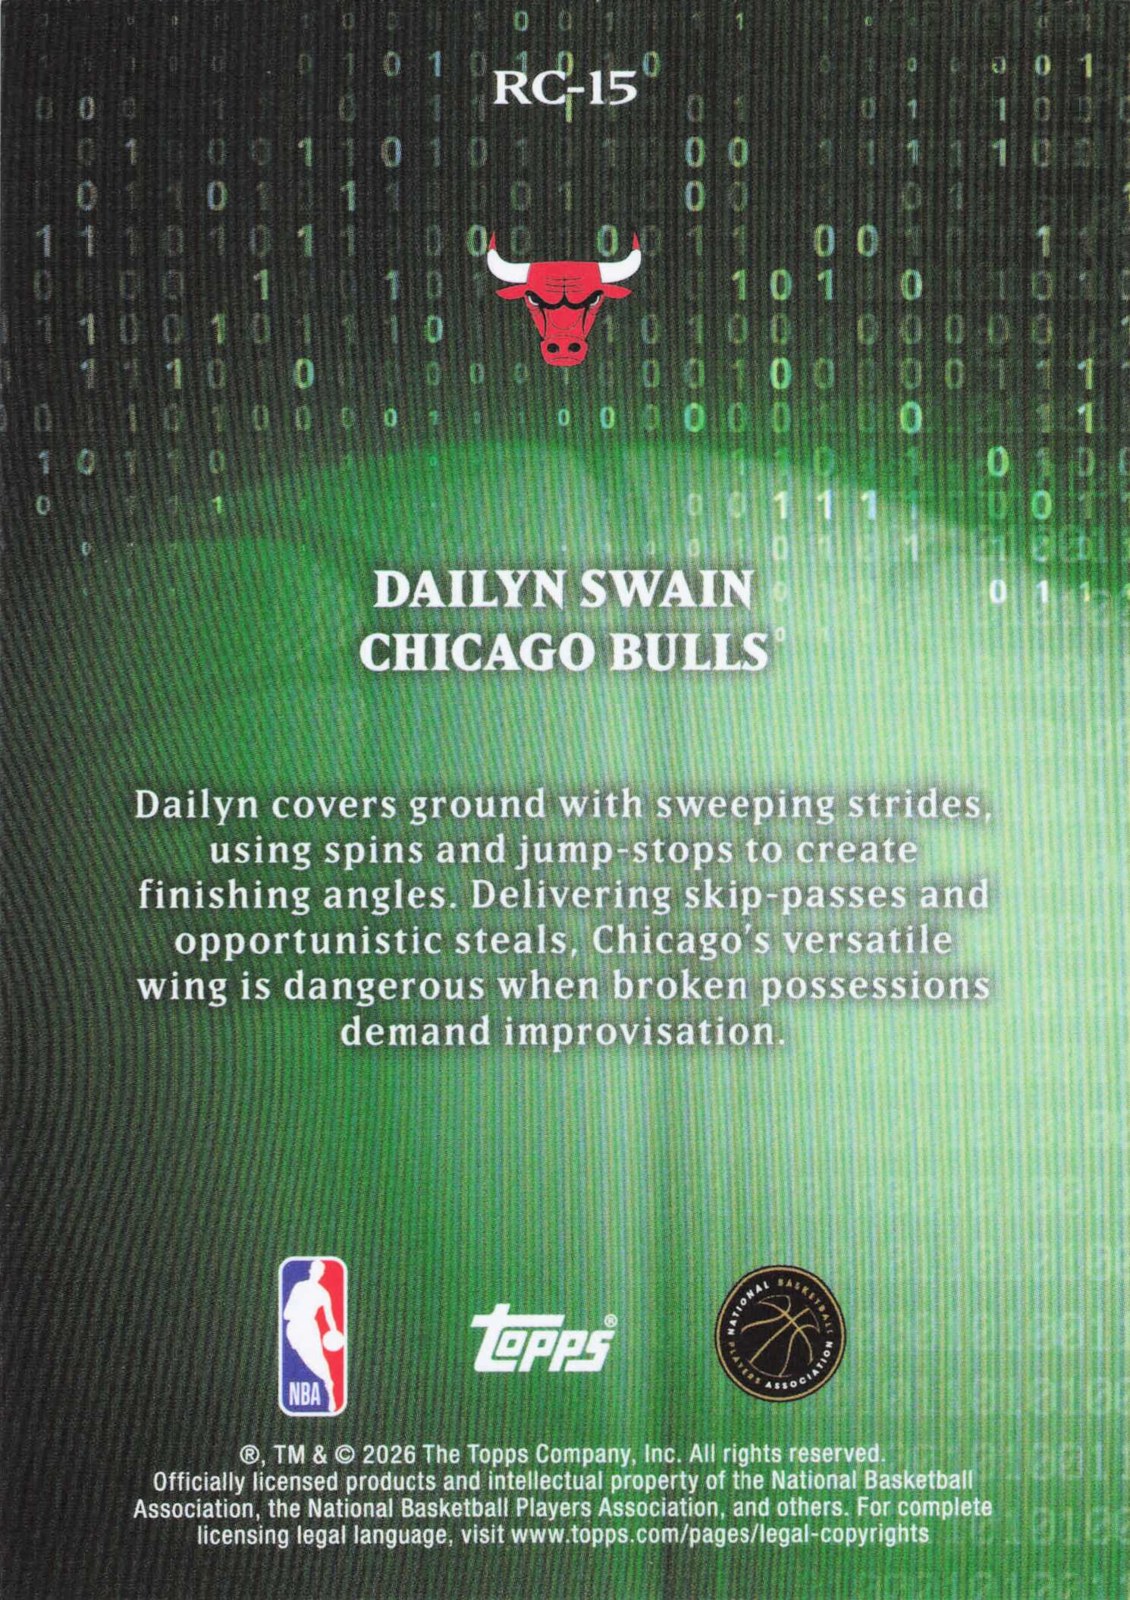 RC-15
DAILYN SWAIN
CHICAGO BULLS®
Dailyn covers ground with sweeping strides,
using spins and jump-stops to create
finishing angles. Delivering skip-passes and
opportunistic steals, Chicago's versatile
wing is dangerous when broken possessions
demand improvisation.
NBA
topps®
NATIONAL BASKETBALL
PLAYERS ASSOCIATION
®, TM & © 2026 The Topps Company, Inc. All rights reserved.
Officially licensed products and intellectual property of the National Basketball
Association, the National Basketball Players Association, and others. For complete
licensing legal language, visit www.topps.com/pages/legal-copyrights